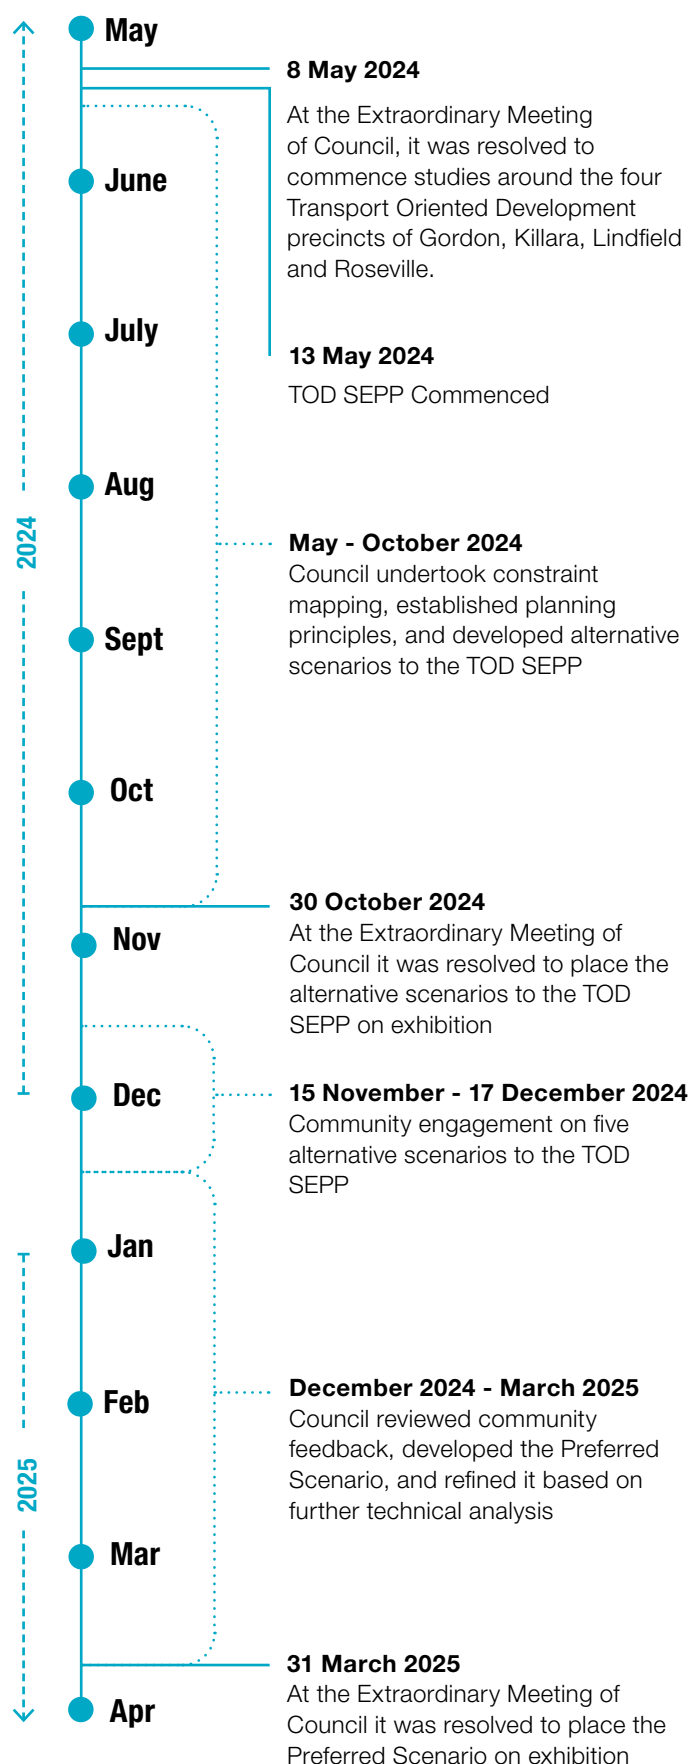 May
8 May 2024
At the Extraordinary Meeting
of Council, it was resolved to
commence studies around the four
Transport Oriented Development
precincts of Gordon, Killara, Lindfield
and Roseville.
June
July
13 May 2024
TOD SEPP Commenced
Aug
2024
May - October 2024
Council undertook constraint
mapping, established planning
principles, and developed alternative
scenarios to the TOD SEPP
Sept
Oct
30 October 2024
At the Extraordinary Meeting of
Council it was resolved to place the
alternative scenarios to the TOD
SEPP on exhibition
Nov
Dec
15 November - 17 December 2024
Community engagement on five
alternative scenarios to the TOD
SEPP
Jan
Feb
December 2024 - March 2025
Council reviewed community
feedback, developed the Preferred
Scenario, and refined it based on
further technical analysis
2025
Mar
31 March 2025
At the Extraordinary Meeting of
Council it was resolved to place the
Preferred Scenario on exhibition
Apr